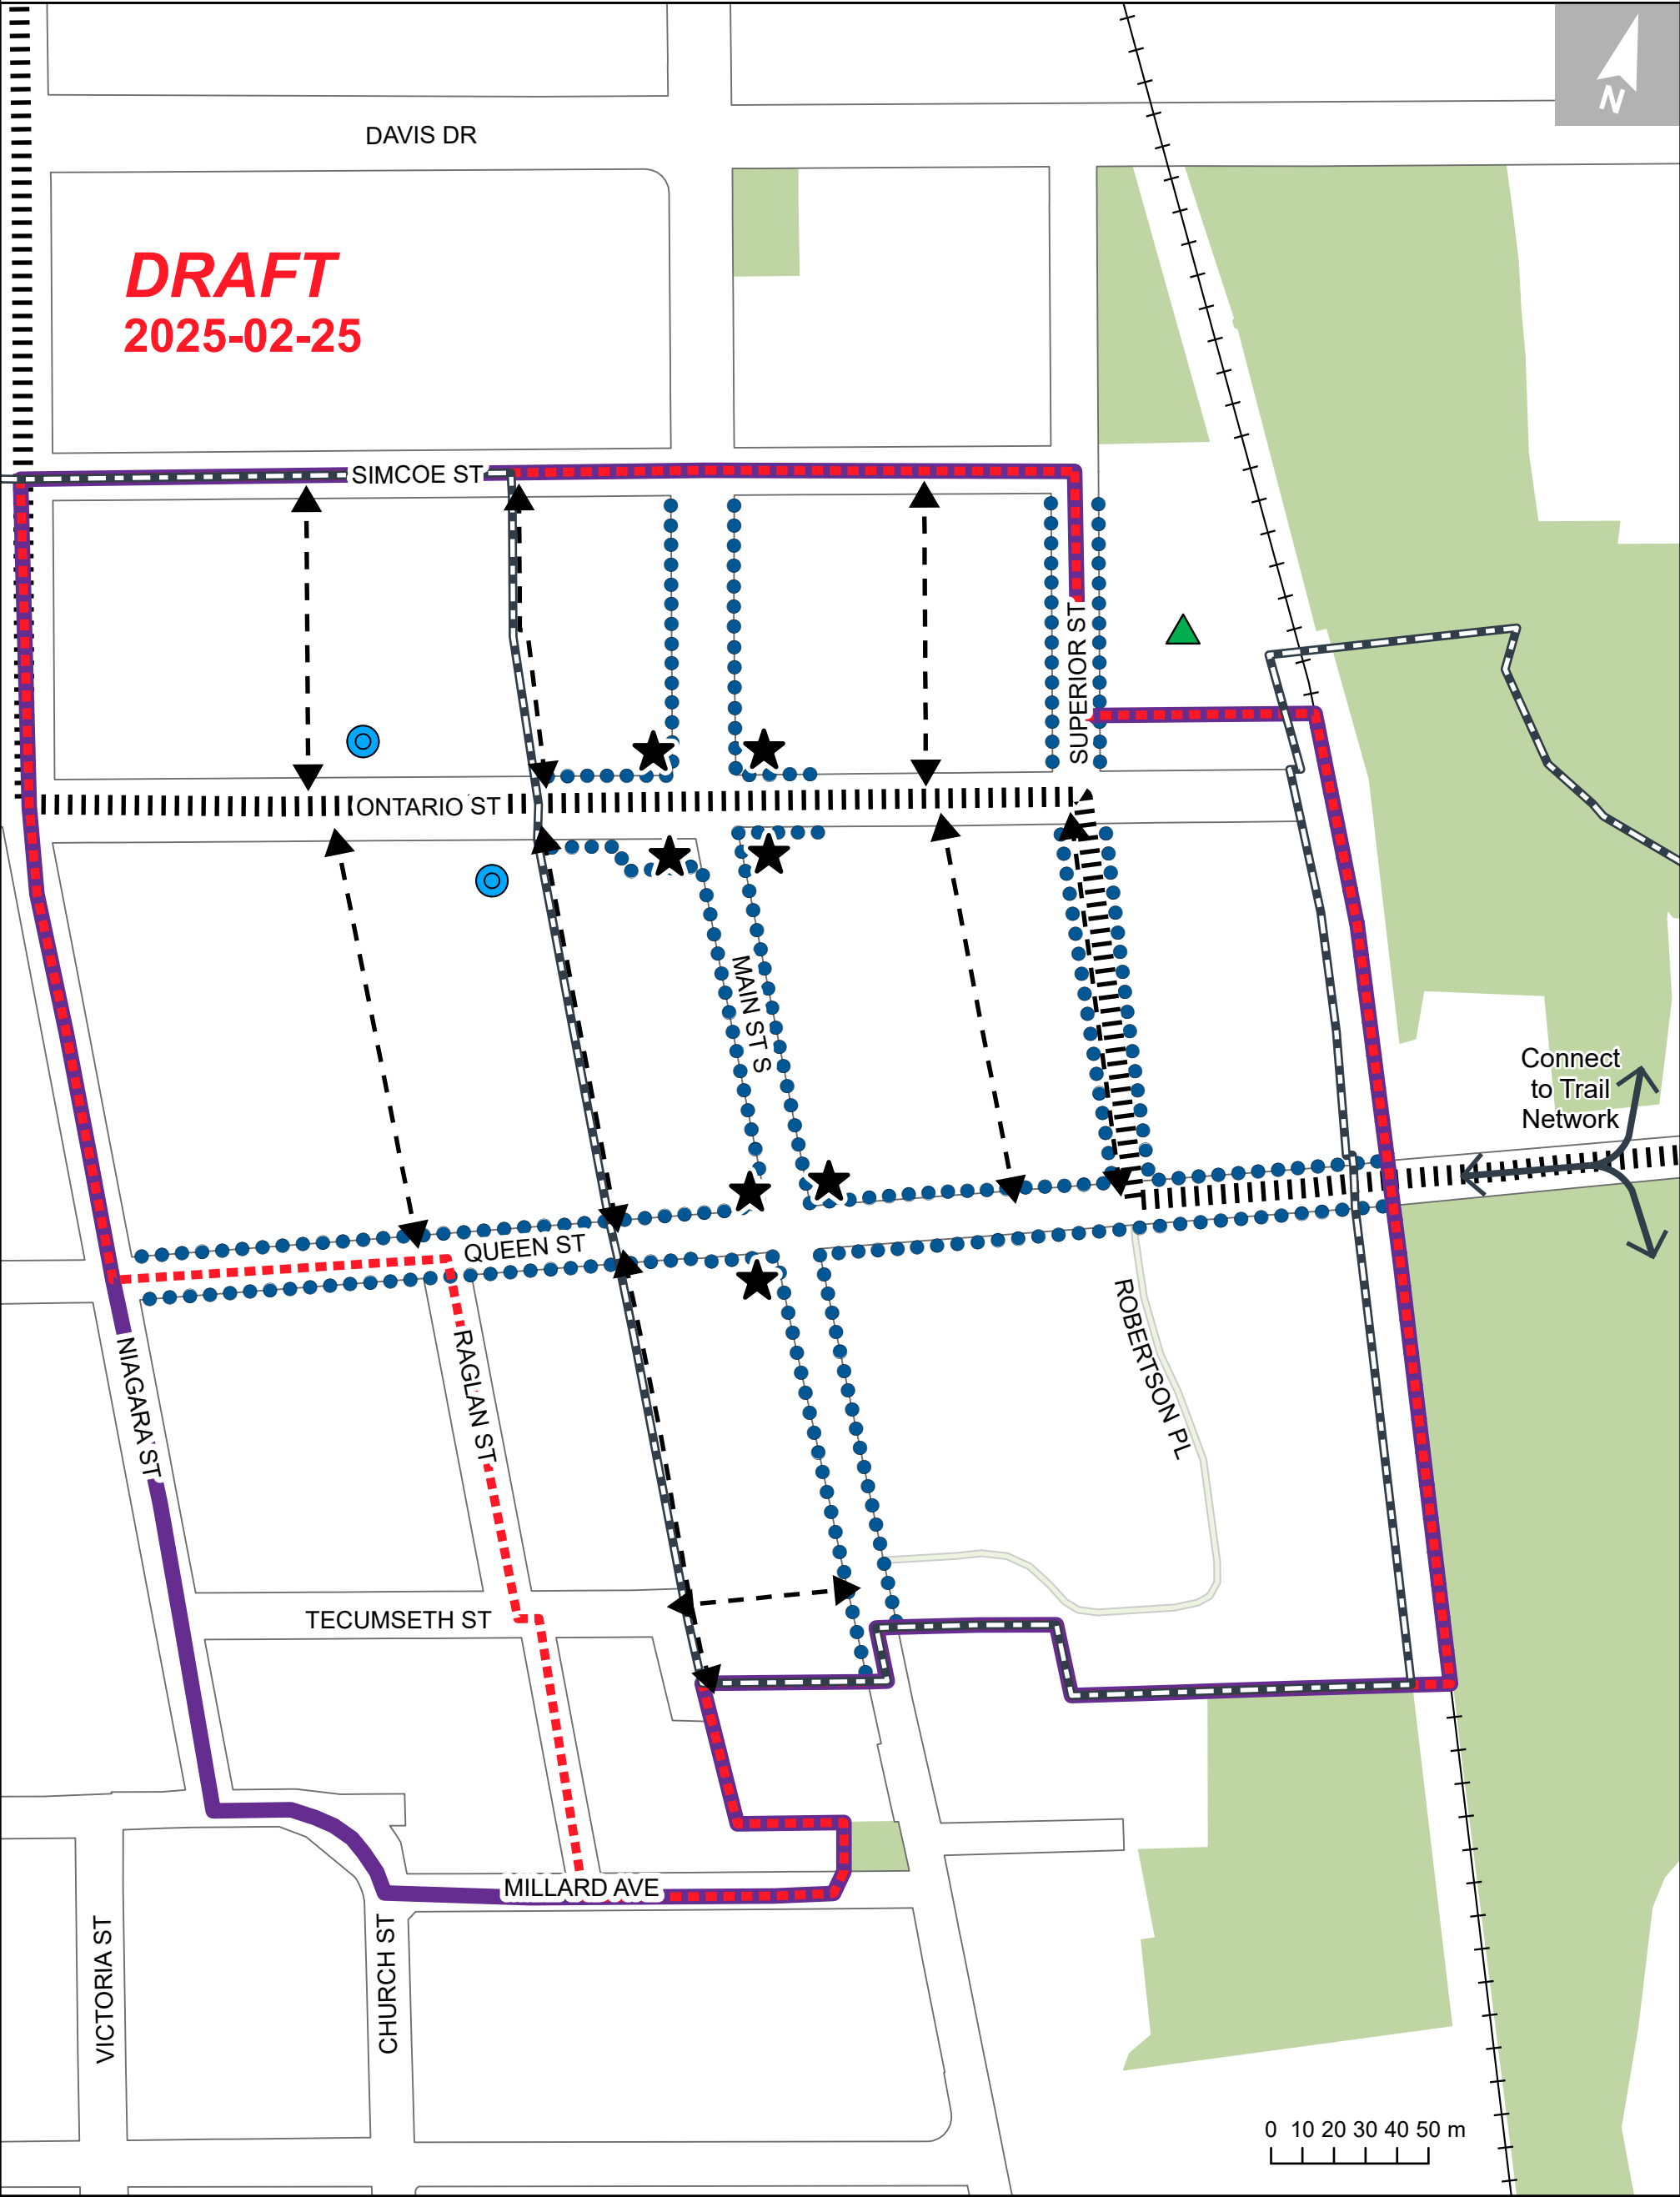 N
DAVIS DR
DRAFT
2025-02-25
SIMCOE ST
SUPERIOR ST
ONTARIO ST
MAIN ST S
Connect
to Trail
Network
QUEEN ST
ROBERTSON PL
NIAGARA ST
RAGLAN ST
TECUMSETH ST
MILLARD AVE
VICTORIA ST
CHURCH ST
0 10 20 30 40 50 m